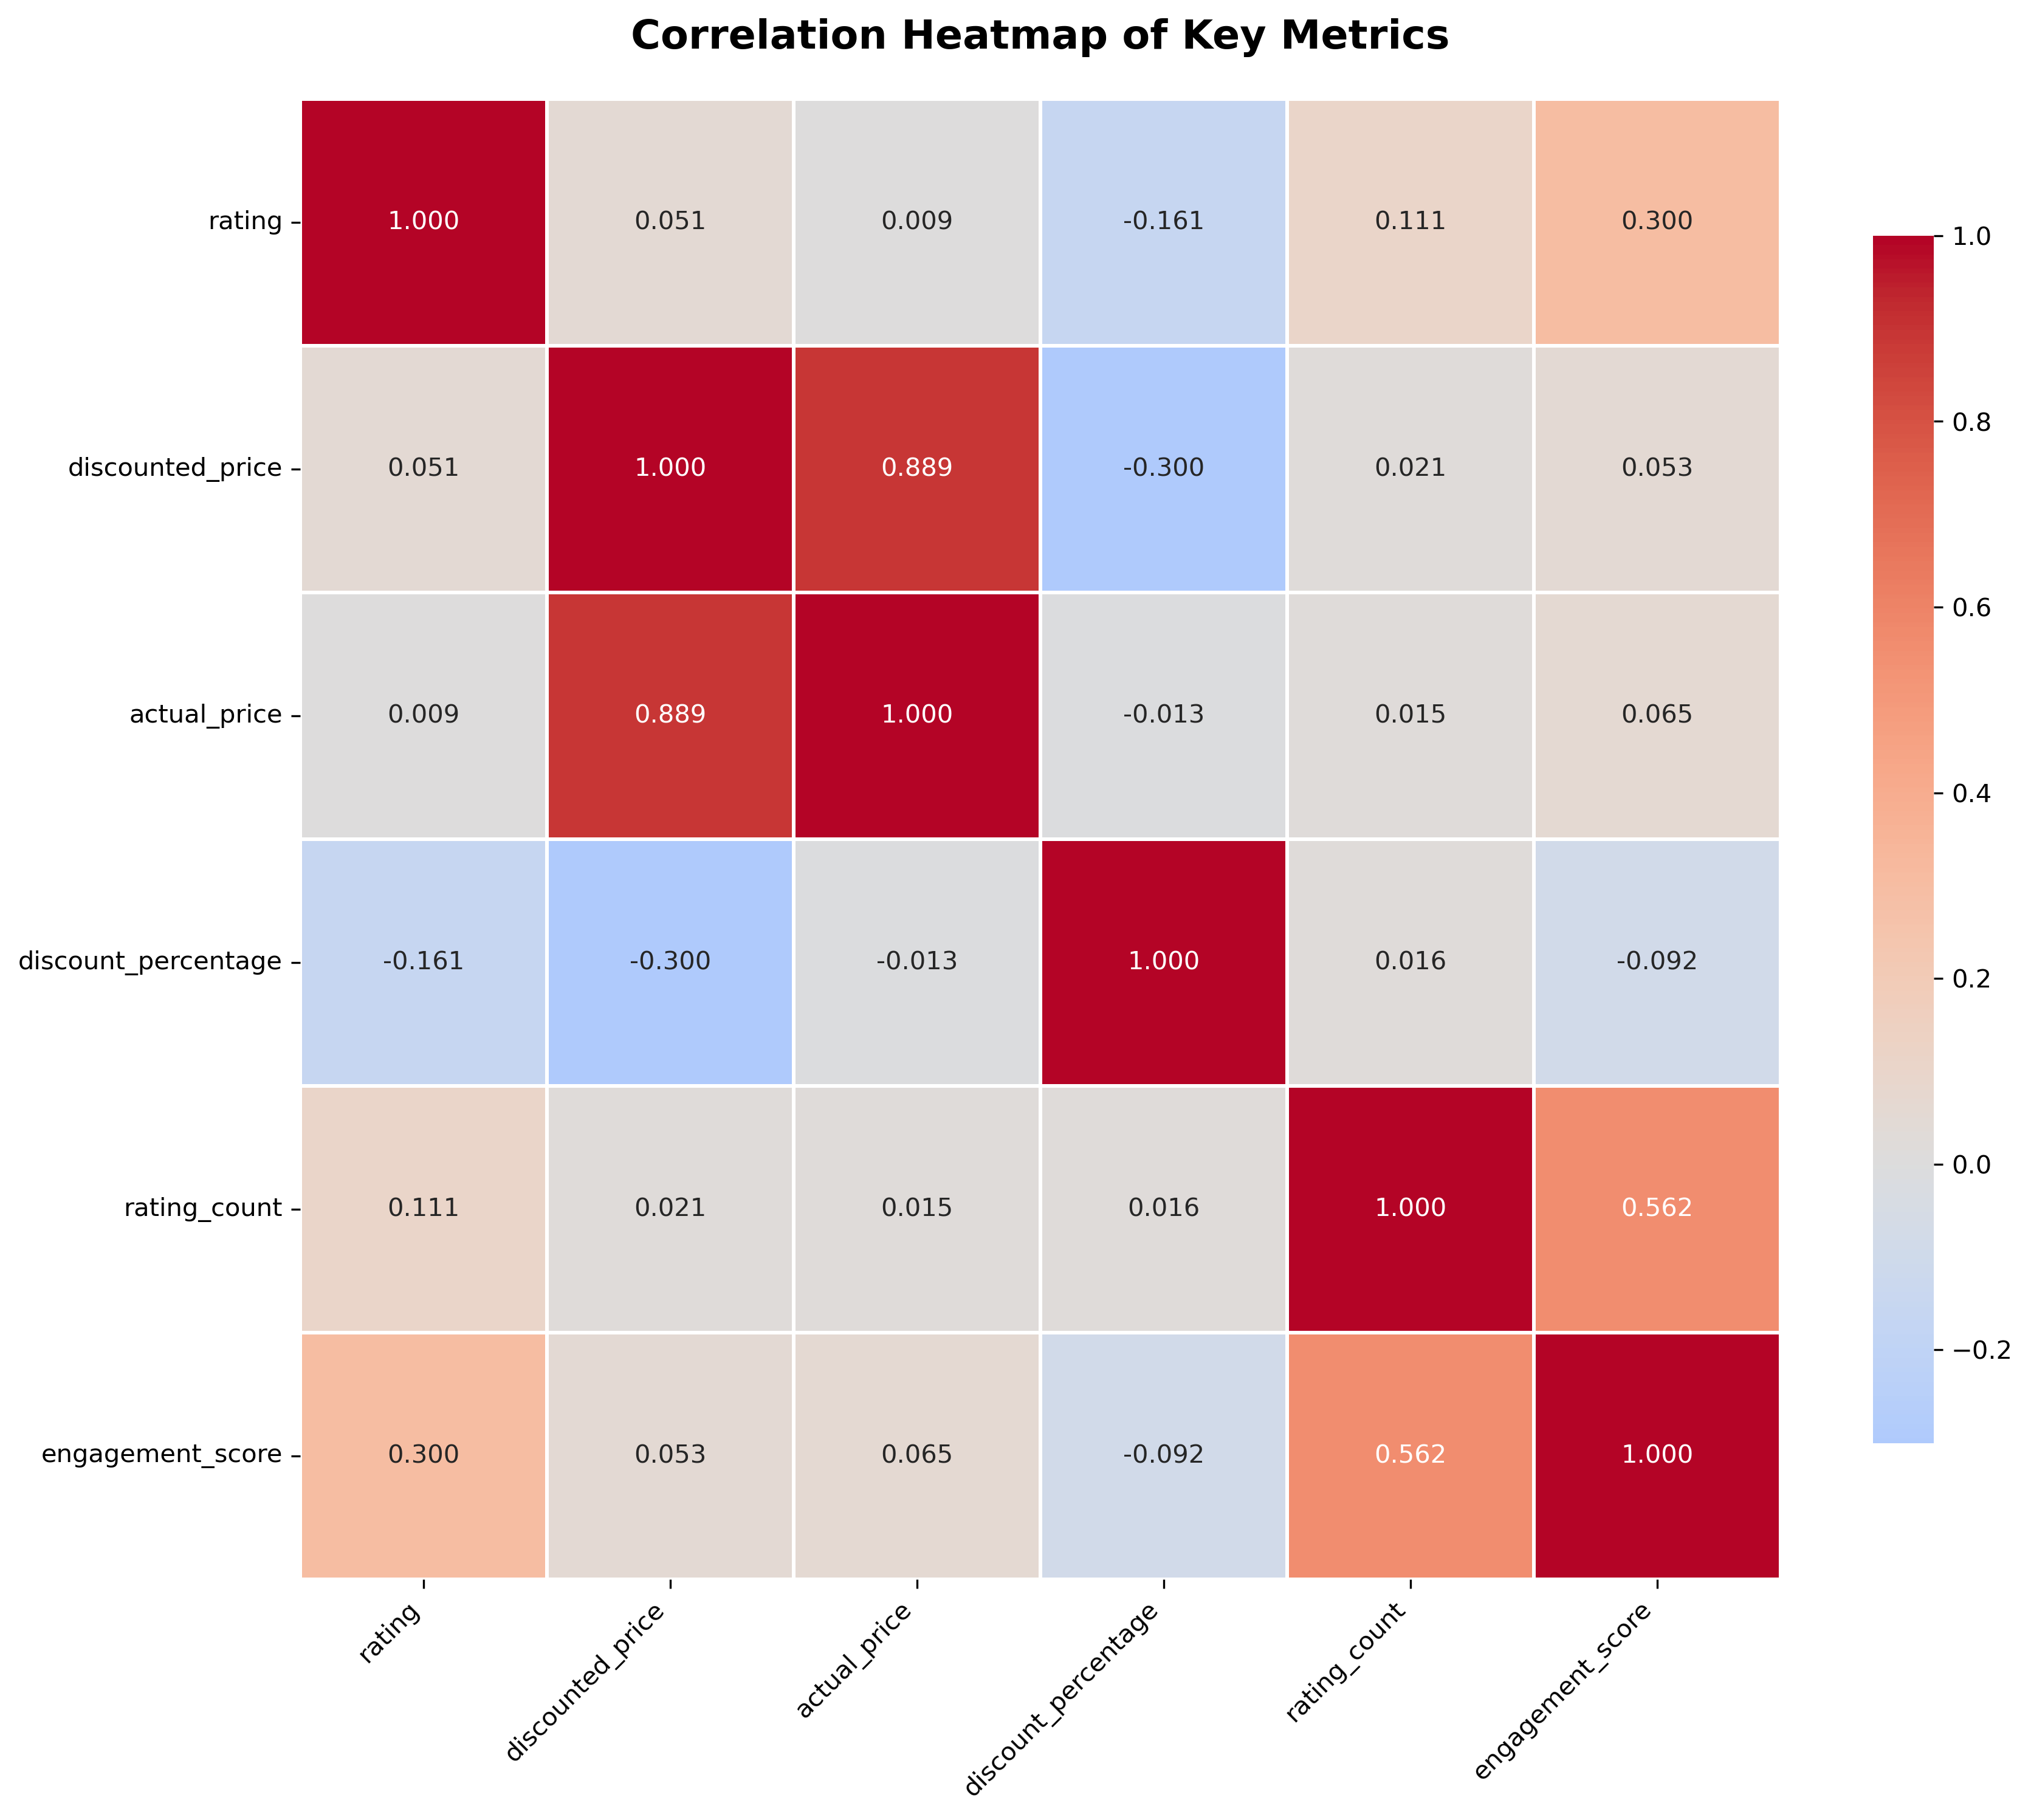 Correlation Heatmap of Key Metrics
rating 1.000 0.051 0.009 -0.161 0.111 0.300
discounted_price 0.051 1.000 0.889 -0.300 0.021 0.053
actual_price 0.009 0.889 1.000 -0.013 0.015 0.065
discount_percentage -0.161 -0.300 -0.013 1.000 0.016 -0.092
rating_count 0.111 0.021 0.015 0.016 1.000 0.562
engagement_score 0.300 0.053 0.065 -0.092 0.562 1.000
rating
discounted_price
actual_price
discount_percentage
rating_count
engagement_score
1.0
0.8
0.6
0.4
0.2
0.0
−0.2